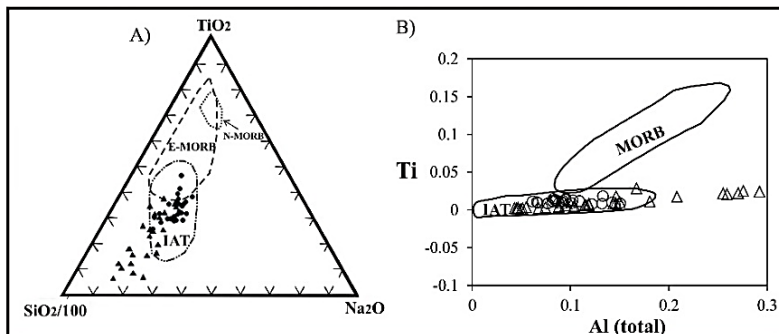 A)
TiO2
N-MORB
E-MORB
IAT
SiO2/100
Na2O
B)
Ti
0.2
0.15
0.1
0.05
0
-0.05
-0.1
MORB
IAT
0
0.1
0.2
0.3
Al (total)